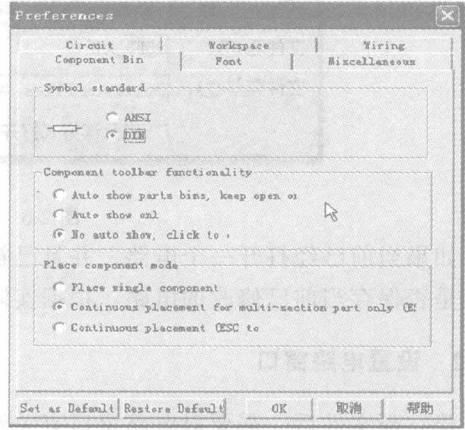 Preferences
Circuit Workspace Wiring
Component Bin Font Miscellaneous
Symbol standard
ANSI
DIN
Component toolbar functionality
Auto show parts bins, keep open o
Auto show onl
No auto show, click to
Place component mode
Place single component
Continuous placement for multi-section part only (E
Continuous placement (ESC to
Set as Default Restore Default OK 取消 帮助